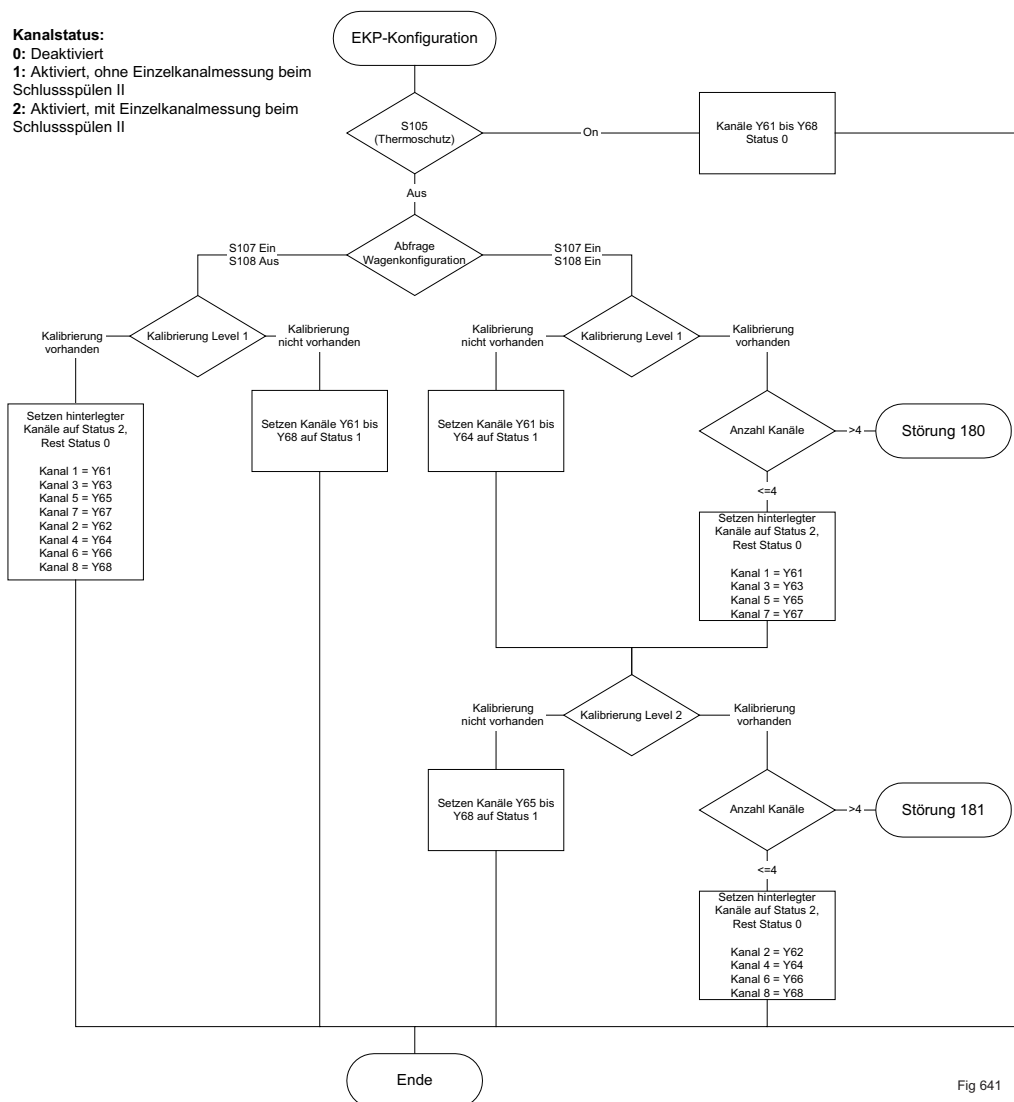 Kanalstatus:
0: Deaktiviert
1: Aktiviert, ohne Einzelkanalmessung beim
Schlussspülen II
2: Aktiviert, mit Einzelkanalmessung beim
Schlussspülen II
EKP-Konfiguration
S105
(Thermoschutz)
On
Kanäle Y61 bis Y68
Status 0
Aus
Abfrage
Wagenkonfiguration
S107 Ein
S108 Aus
S107 Ein
S108 Ein
Kalibrierung
vorhanden
Kalibrierung Level 1
Kalibrierung
nicht vorhanden
Kalibrierung
nicht vorhanden
Kalibrierung Level 1
Kalibrierung
vorhanden
Setzen hinterlegter
Kanäle auf Status 2,
Rest Status 0
Kanal 1 = Y61
Kanal 3 = Y63
Kanal 5 = Y65
Kanal 7 = Y67
Kanal 2 = Y62
Kanal 4 = Y64
Kanal 6 = Y66
Kanal 8 = Y68
Setzen Kanäle Y61 bis
Y68 auf Status 1
Setzen Kanäle Y61 bis
Y64 auf Status 1
Anzahl Kanäle
>4
Störung 180
<=4
Setzen hinterlegter
Kanäle auf Status 2,
Rest Status 0
Kanal 1 = Y61
Kanal 3 = Y63
Kanal 5 = Y65
Kanal 7 = Y67
Kalibrierung
nicht vorhanden
Kalibrierung Level 2
Kalibrierung
vorhanden
Setzen Kanäle Y65 bis
Y68 auf Status 1
Anzahl Kanäle
>4
Störung 181
<=4
Setzen hinterlegter
Kanäle auf Status 2,
Rest Status 0
Kanal 2 = Y62
Kanal 4 = Y64
Kanal 6 = Y66
Kanal 8 = Y68
Ende
Fig 641